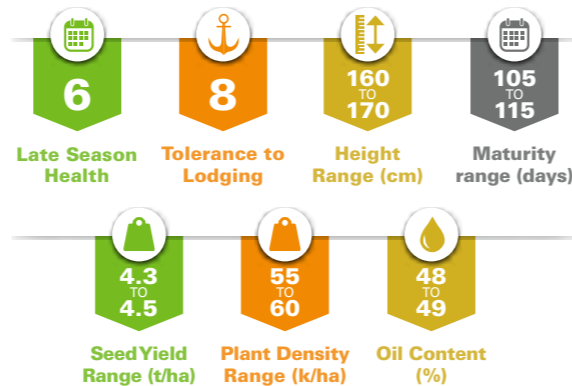 6
8
160
TO
170
105
TO
115
Late Season
Health
Tolerance to
Lodging
Height
Range (cm)
Maturity
range (days)
4.3
TO
4.5
55
TO
60
48
TO
49
Seed Yield
Range (t/ha)
Plant Density
Range (k/ha)
Oil Content
(%)